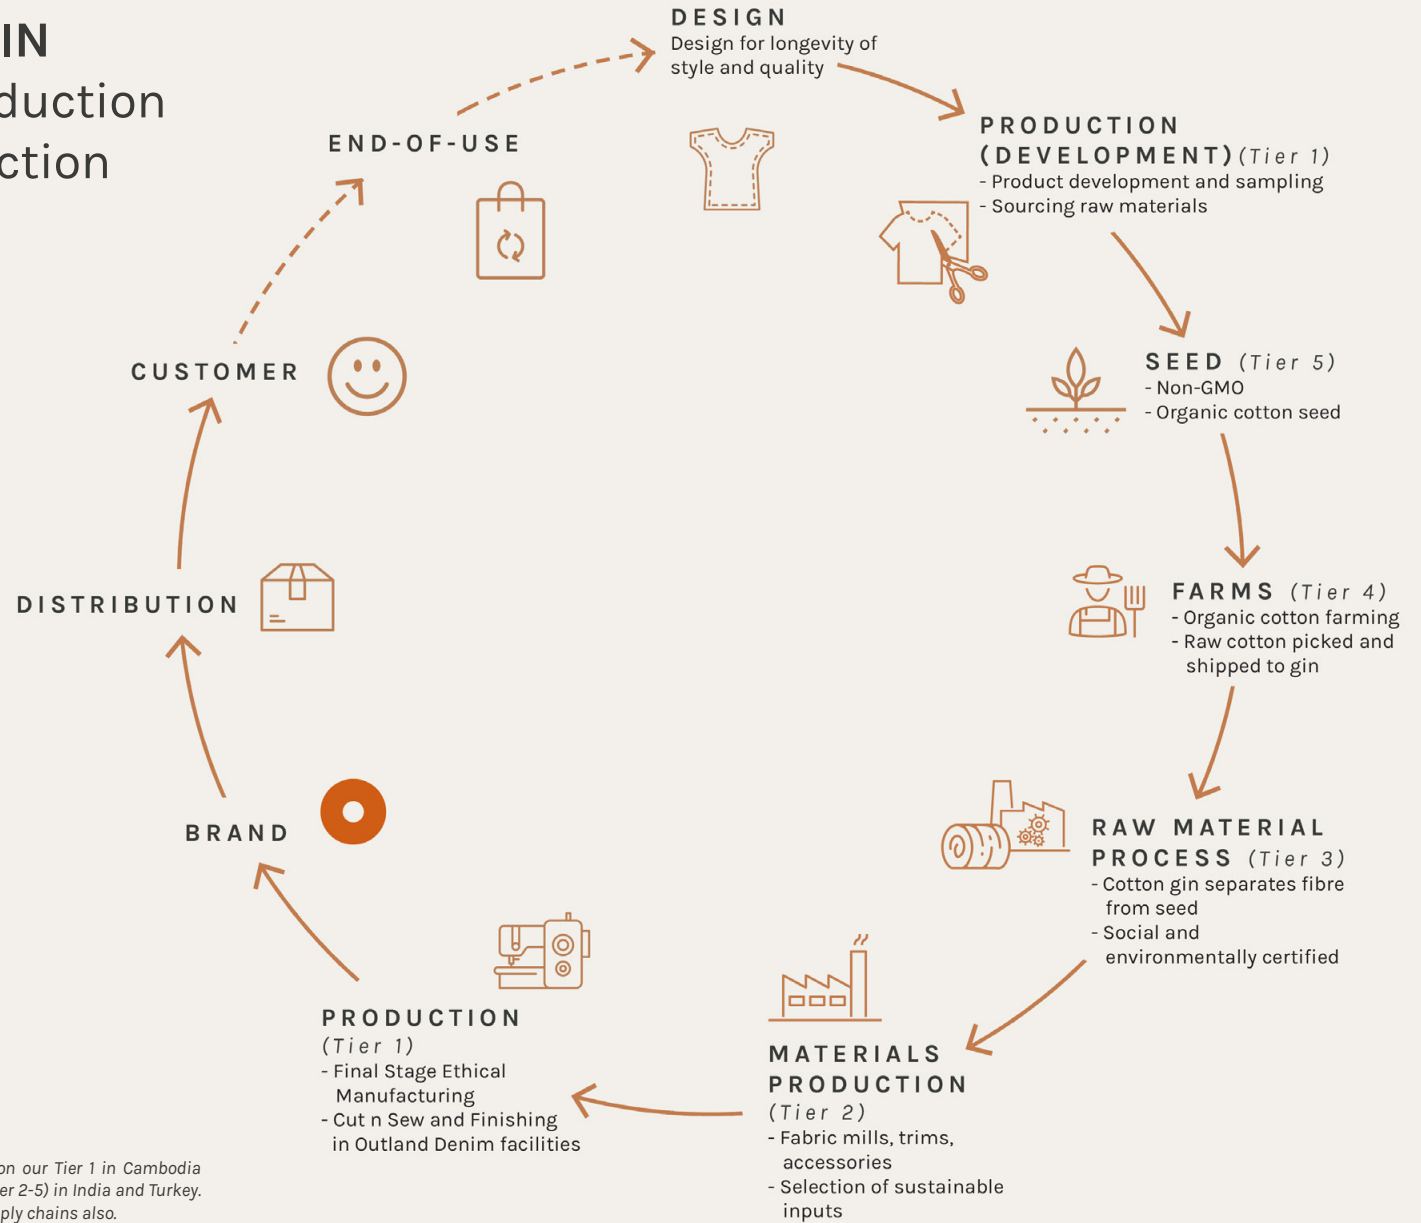 IN
duction
ction
DESIGN
Design for longevity of
style and quality
PRODUCTION
(DEVELOPMENT) (Tier 1)
- Product development and sampling
- Sourcing raw materials
SEED (Tier 5)
- Non-GMO
- Organic cotton seed
FARMS (Tier 4)
- Organic cotton farming
- Raw cotton picked and
shipped to gin
RAW MATERIAL
PROCESS (Tier 3)
- Cotton gin separates fibre
from seed
- Social and
environmentally certified
MATERIALS
PRODUCTION
(Tier 2)
- Fabric mills, trims,
accessories
- Selection of sustainable
inputs
PRODUCTION
(Tier 1)
- Final Stage Ethical
Manufacturing
- Cut n Sew and Finishing
in Outland Denim facilities
BRAND
DISTRIBUTION
CUSTOMER
END-OF-USE
on our Tier 1 in Cambodia
er 2-5) in India and Turkey.
ply chains also.